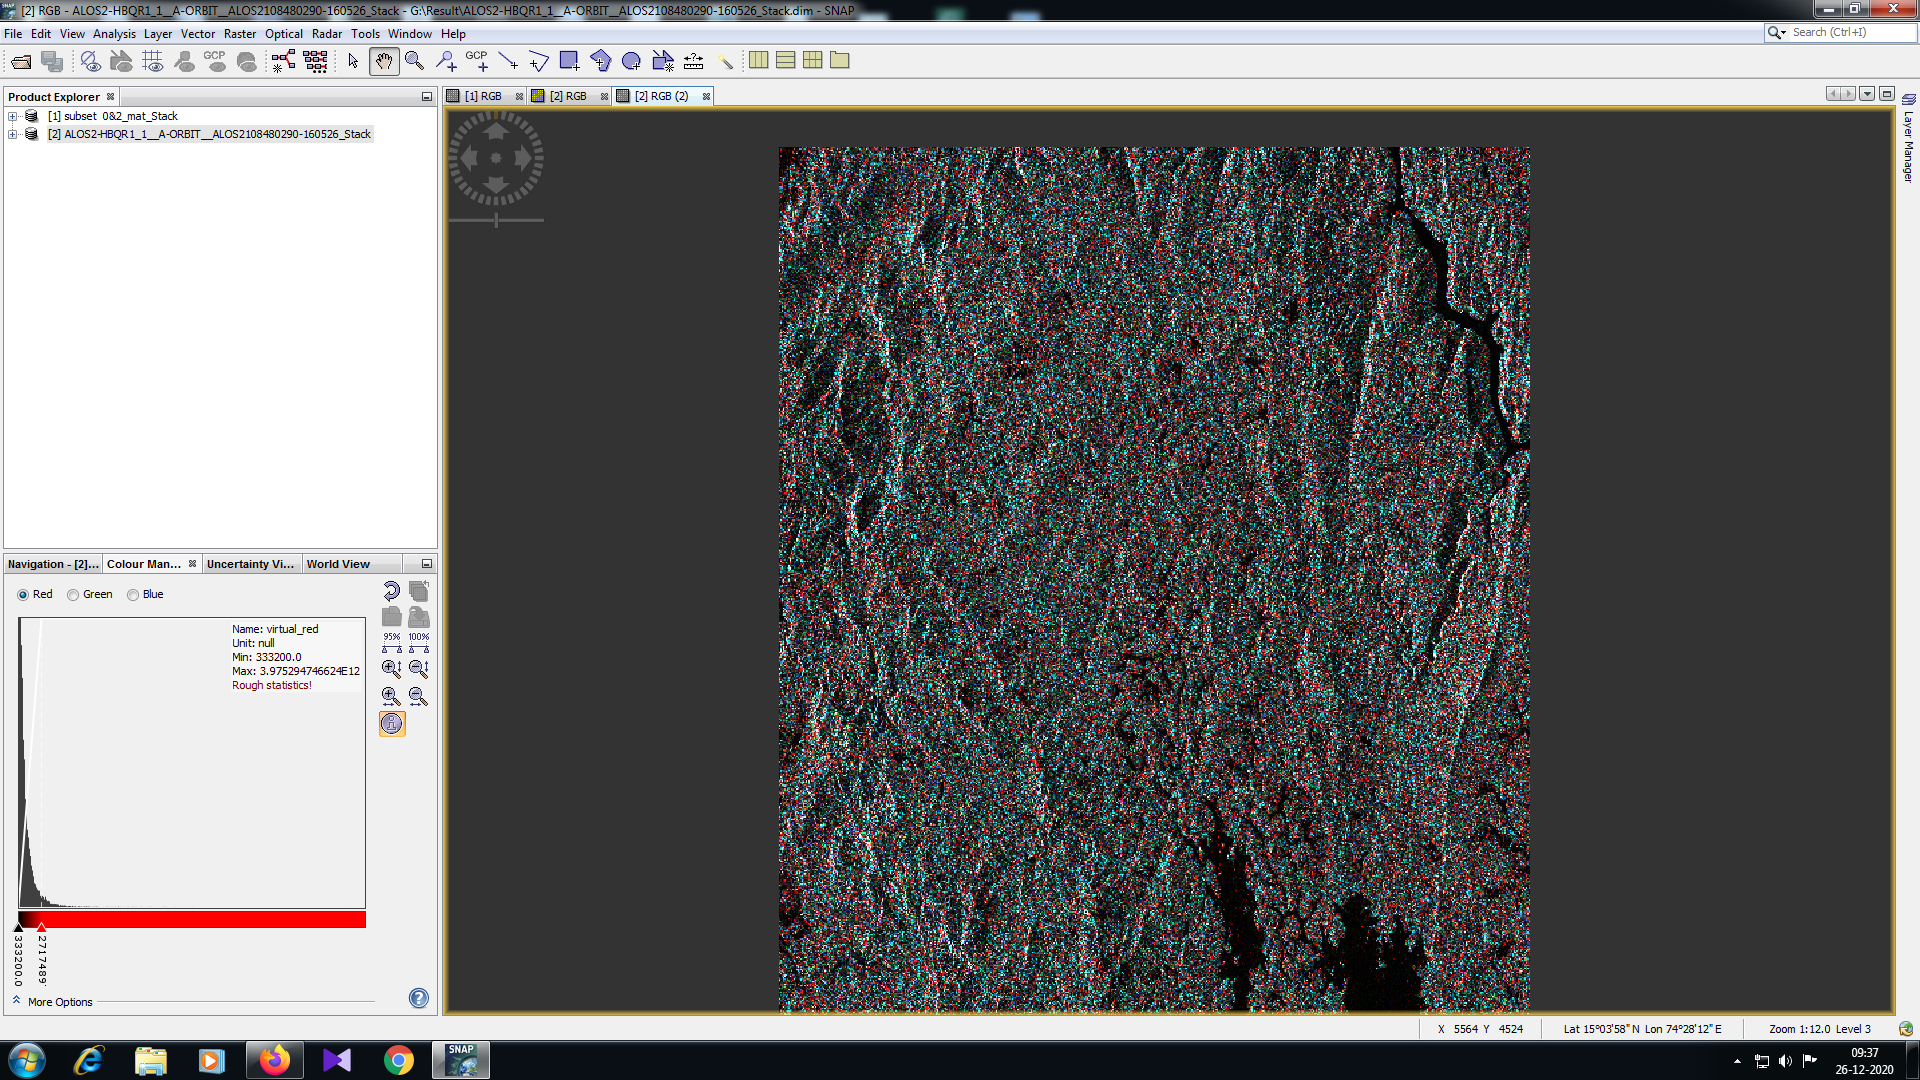 [2] RGB - ALOS2-HBQR1_1__A-ORBIT__ALOS2108480290-160526_Stack - G:\Result\ALOS2-HBQR1_1__A-ORBIT__ALOS2108480290-160526_Stack.dim - SNAP
File Edit View Analysis Layer Vector Raster Optical Radar Tools Window Help
Search (Ctrl+I)
GCP GCP
Product Explorer
[1] RGB [2] RGB [2] RGB (2)
[1] subset 0&2_mat_Stack
[2] ALOS2-HBQR1_1__A-ORBIT__ALOS2108480290-160526_Stack
Layer Manager
Navigation - [2]... Colour Man... Uncertainty Vi... World View
Red Green Blue
Name: virtual_red
Unit: null
Min: 333200.0
Max: 3.975294746624E12
Rough statistics!
95% 100%
333200.0
More Options
X 5564 Y 4524 Lat 15°03'58" N Lon 74°28'12" E Zoom 1:12.0 Level 3
SNAP
09:37
26-12-2020